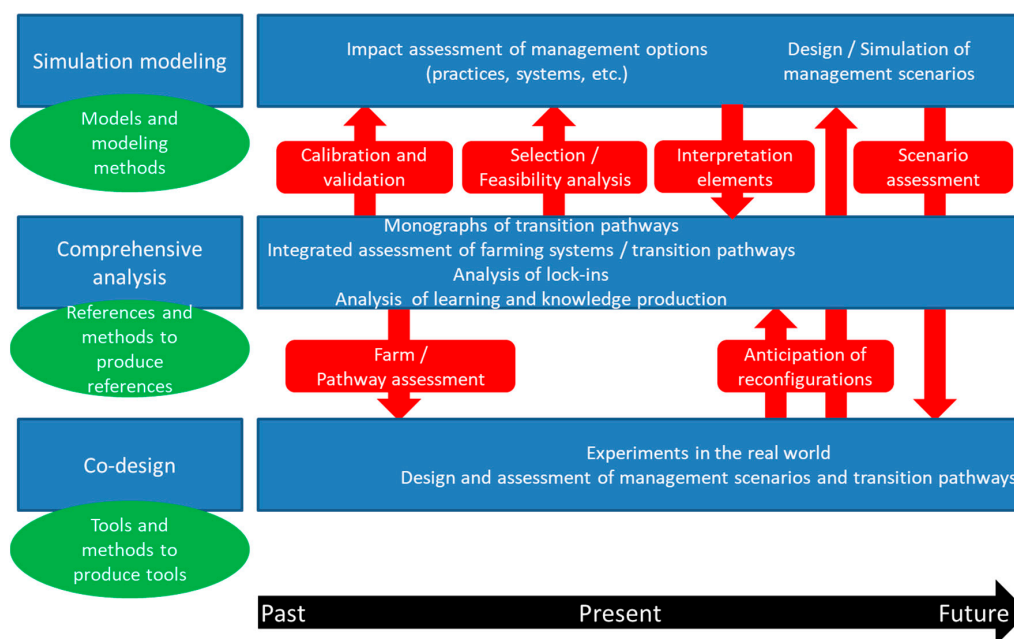 Simulation modeling
Impact assessment of management options
(practices, systems, etc.)
Design / Simulation of
management scenarios
Models and
modeling
methods
Calibration and
validation
Selection /
Feasibility analysis
Interpretation
elements
Scenario
assessment
Comprehensive
analysis
Monographs of transition pathways
Integrated assessment of farming systems / transition pathways
Analysis of lock-ins
Analysis of learning and knowledge production
References and
methods to
produce
references
Farm /
Pathway assessment
Anticipation of
reconfigurations
Co-design
Experiments in the real world
Design and assessment of management scenarios and transition pathways
Tools and
methods to
produce tools
Past
Present
Future